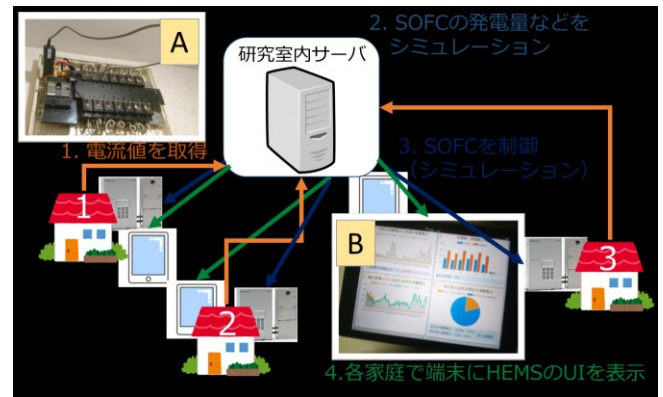 A
研究室内サーバ
2. SOFCの発電量などを
シミュレーション
1. 電流値を取得
3. SOFCを制御
（シミュレーション）
1
2
B
3
4.各家庭で端末にHEMSのUIを表示